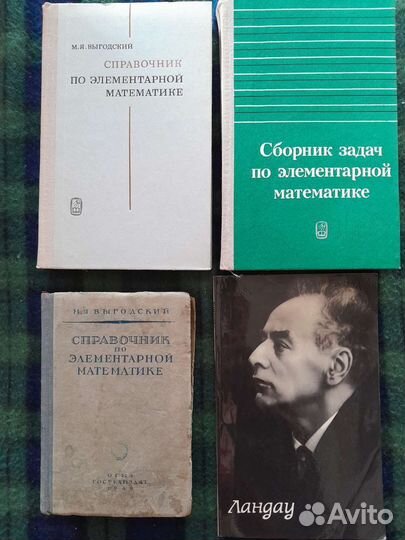 М.Я. ВЫГОДСКИЙ
СПРАВОЧНИК
ПО ЭЛЕМЕНТАРНОЙ
МАТЕМАТИКЕ
Сборник задач
по элементарной
математике
М.Я ВЫГОДСКИЙ
СПРАВОЧНИК
ПО
ЭЛЕМЕНТАРНОЙ
МАТЕМАТИКЕ
ОГИЗ
ГОСТЕХИЗДАТ
Ландау
Avito